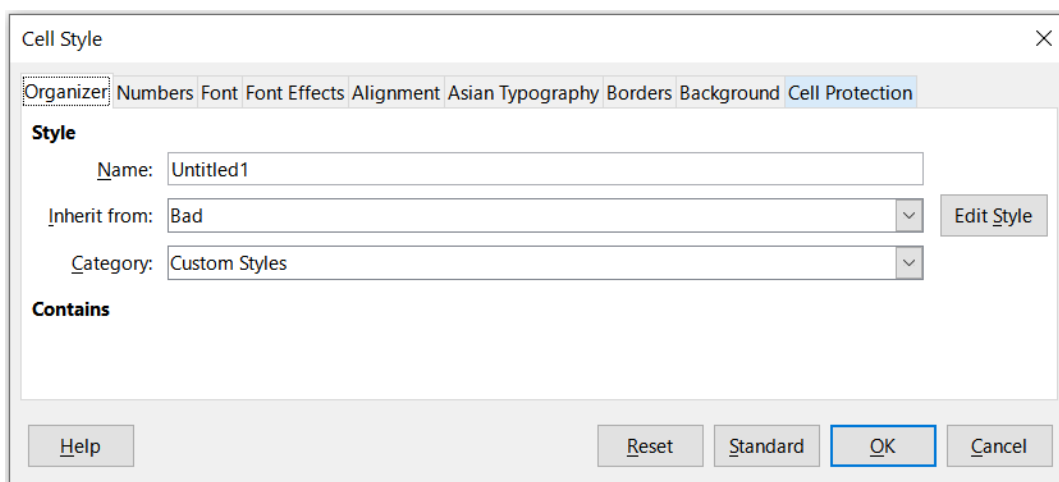 Cell Style
Organizer Numbers Font Font Effects Alignment Asian Typography Borders Background Cell Protection
Style
Name: Untitled1
Inherit from: Bad Edit Style
Category: Custom Styles
Contains
Help Reset Standard OK Cancel